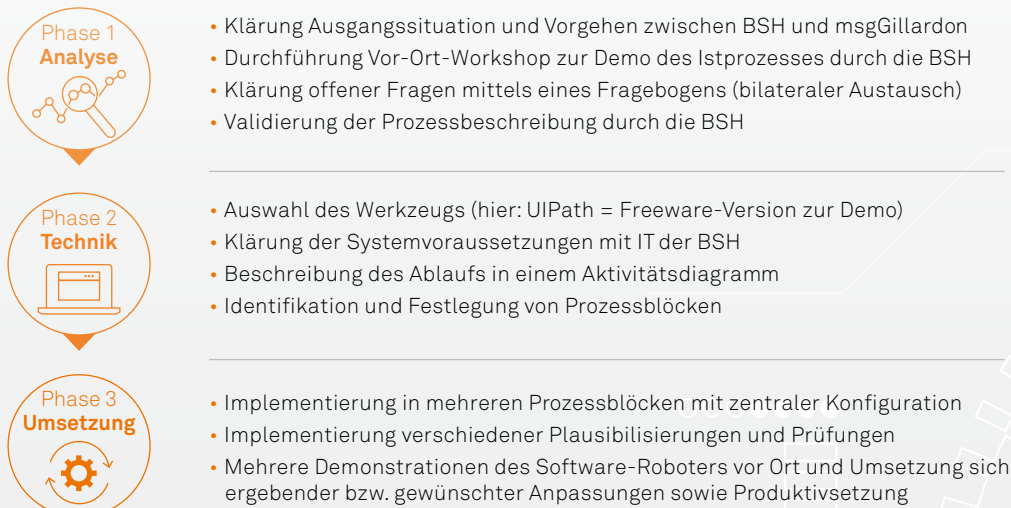 Phase 1
Analyse
• Klärung Ausgangssituation und Vorgehen zwischen BSH und msgGillardon
• Durchführung Vor-Ort-Workshop zur Demo des Istprozesses durch die BSH
• Klärung offener Fragen mittels eines Fragebogens (bilateraler Austausch)
• Validierung der Prozessbeschreibung durch die BSH
Phase 2
Technik
• Auswahl des Werkzeugs (hier: UIPath = Freeware-Version zur Demo)
• Klärung der Systemvoraussetzungen mit IT der BSH
• Beschreibung des Ablaufs in einem Aktivitätsdiagramm
• Identifikation und Festlegung von Prozessblöcken
Phase 3
Umsetzung
• Implementierung in mehreren Prozessblöcken mit zentraler Konfiguration
• Implementierung verschiedener Plausibilisierungen und Prüfungen
• Mehrere Demonstrationen des Software-Roboters vor Ort und Umsetzung sich
ergebender bzw. gewünschter Anpassungen sowie Produktivsetzung